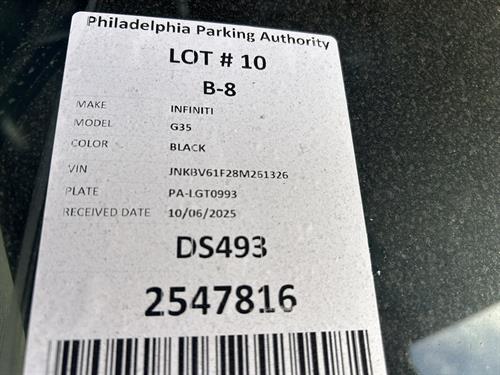 Philadelphia Parking Authority
LOT # 10
B-8
MAKE INFINITI
MODEL G35
COLOR BLACK
VIN JNKBV61F28M261326
PLATE PA-LGT0993
RECEIVED DATE 10/06/2025
DS493
2547816